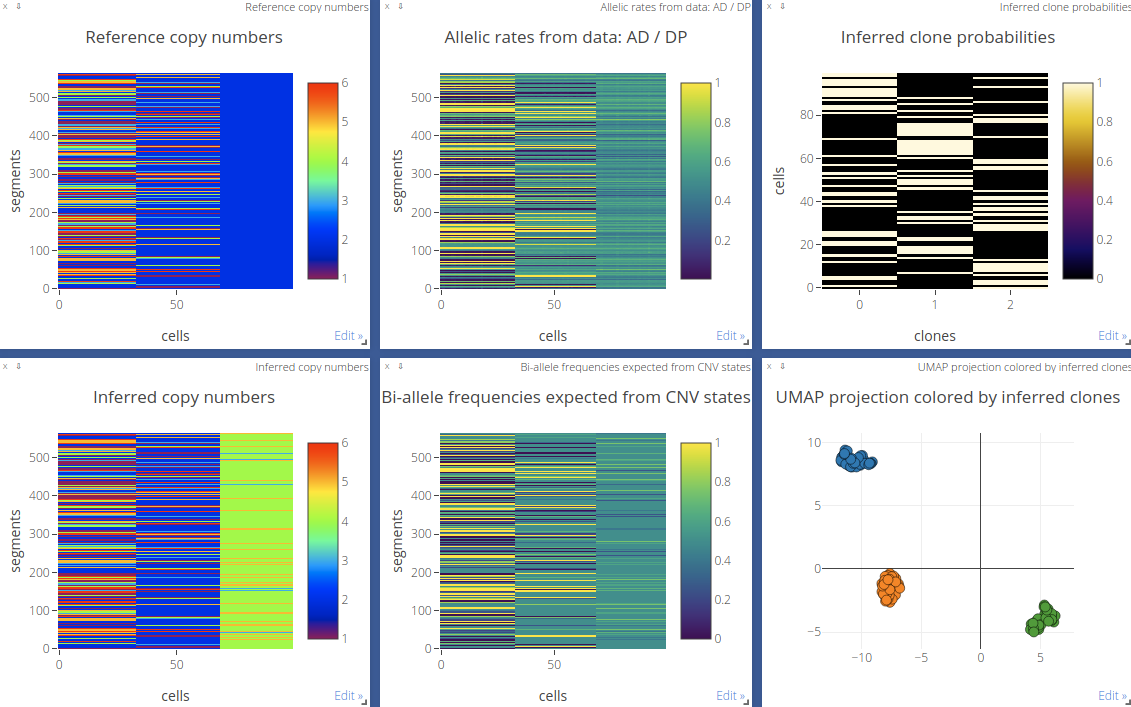 x ⇩ Reference copy numbers
Reference copy numbers
segments
500
400
300
200
100
0
0 50
cells
6
5
4
3
2
1
Edit »
x ⇩ Allelic rates from data: AD / DP
Allelic rates from data: AD / DP
segments
500
400
300
200
100
0
0 50
cells
1
0.8
0.6
0.4
0.2
Edit »
x ⇩ Inferred clone probabilities
Inferred clone probabilities
cells
80
60
40
20
0
0 1 2
clones
1
0.8
0.6
0.4
0.2
0
Edit »
x ⇩ Inferred copy numbers
Inferred copy numbers
segments
500
400
300
200
100
0
0 50
cells
6
5
4
3
2
1
Edit »
x ⇩ Bi-allele frequencies expected from CNV states
Bi-allele frequencies expected from CNV states
segments
500
400
300
200
100
0
0 50
cells
1
0.8
0.6
0.4
0.2
0
Edit »
x ⇩ UMAP projection colored by inferred clones
UMAP projection colored by inferred clones
10
5
0
−5
−10 −5 0 5
Edit »